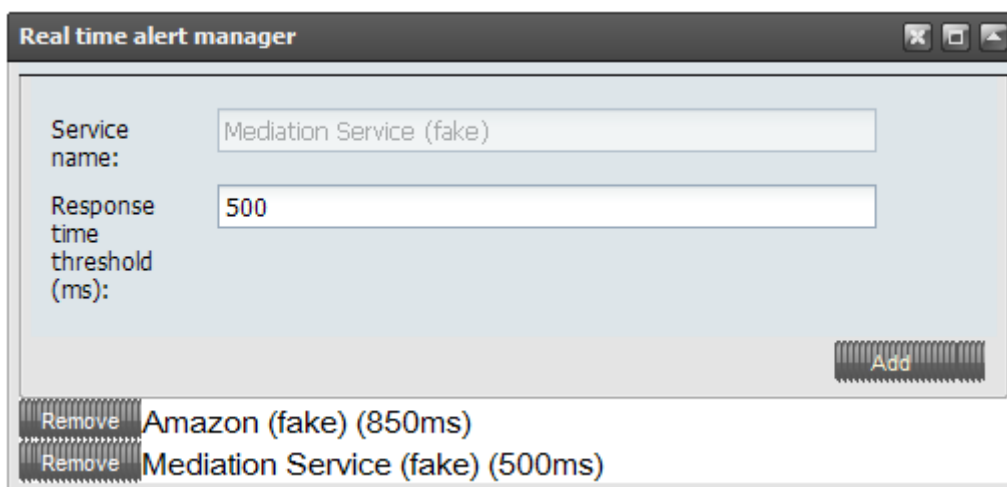 Real time alert manager
Service
name:
Mediation Service (fake)
Response
time
threshold
(ms):
500
Add
Remove Amazon (fake) (850ms)
Remove Mediation Service (fake) (500ms)